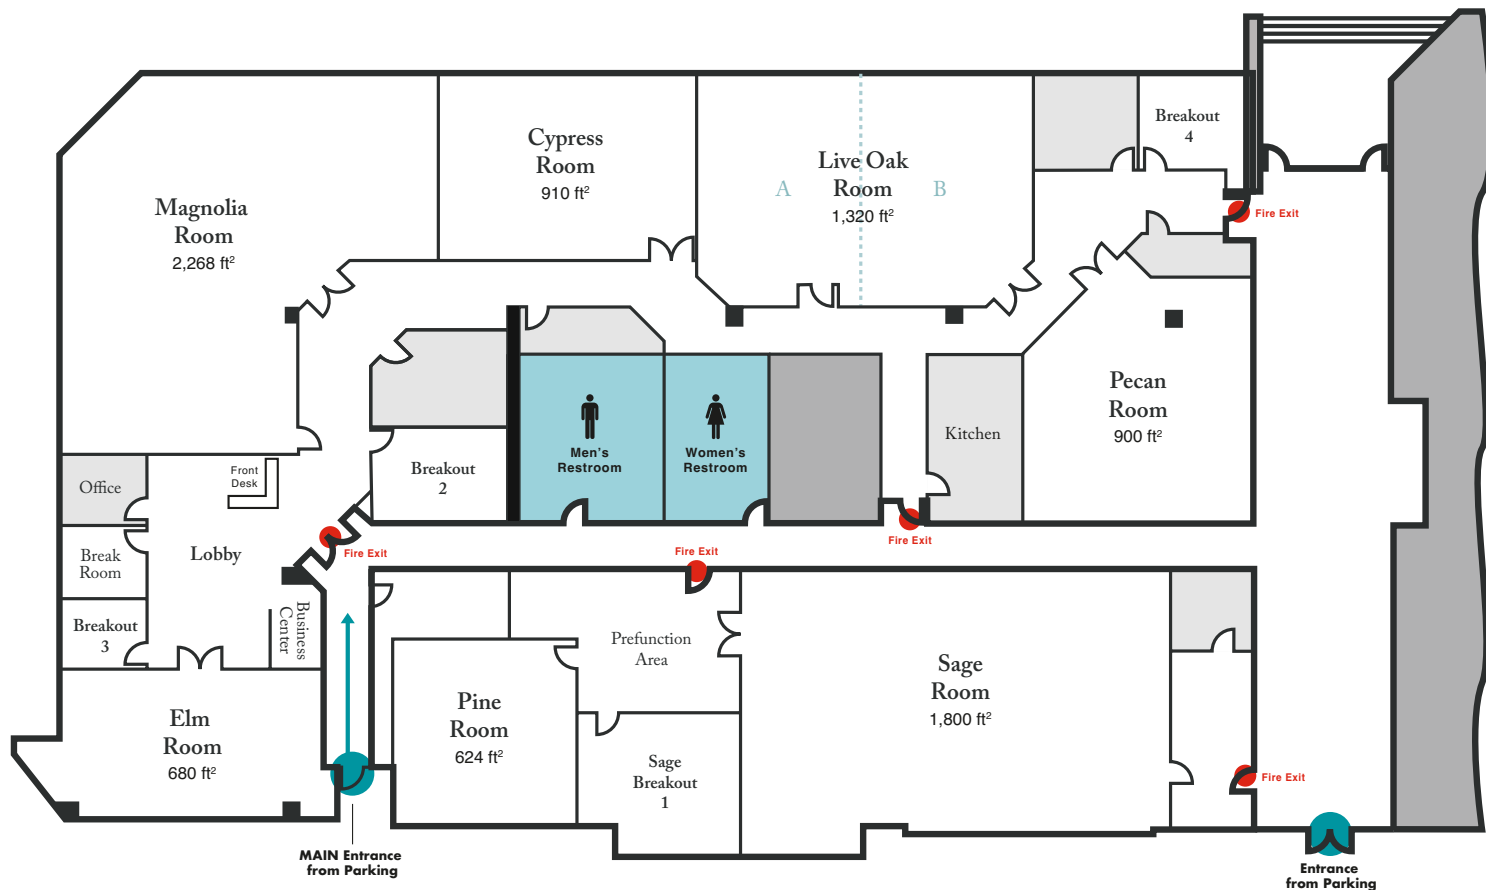 Breakout
4
Cypress
Room
910 ft²
Live Oak
Room
1,320 ft²
A
B
Magnolia
Room
2,268 ft²
Fire Exit
Pecan
Room
900 ft²
Kitchen
Men's
Restroom
Women's
Restroom
Breakout
2
Front
Desk
Office
Fire Exit
Fire Exit
Fire Exit
Lobby
Break
Room
Business
Center
Breakout
3
Prefunction
Area
Sage
Room
1,800 ft²
Pine
Room
624 ft²
Elm
Room
680 ft²
Sage
Breakout
1
Fire Exit
MAIN Entrance
from Parking
Entrance
from Parking